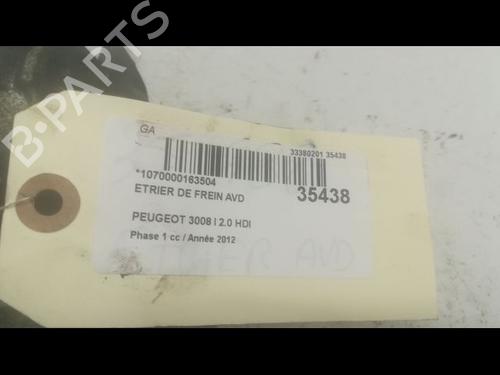 B-PARTS
GA
33380201 35438
*1070000163504
ETRIER DE FREIN AVD
35438
PEUGEOT 3008 I 2.0 HDI
Phase 1 cc / Année 2012
ETRIER AVD